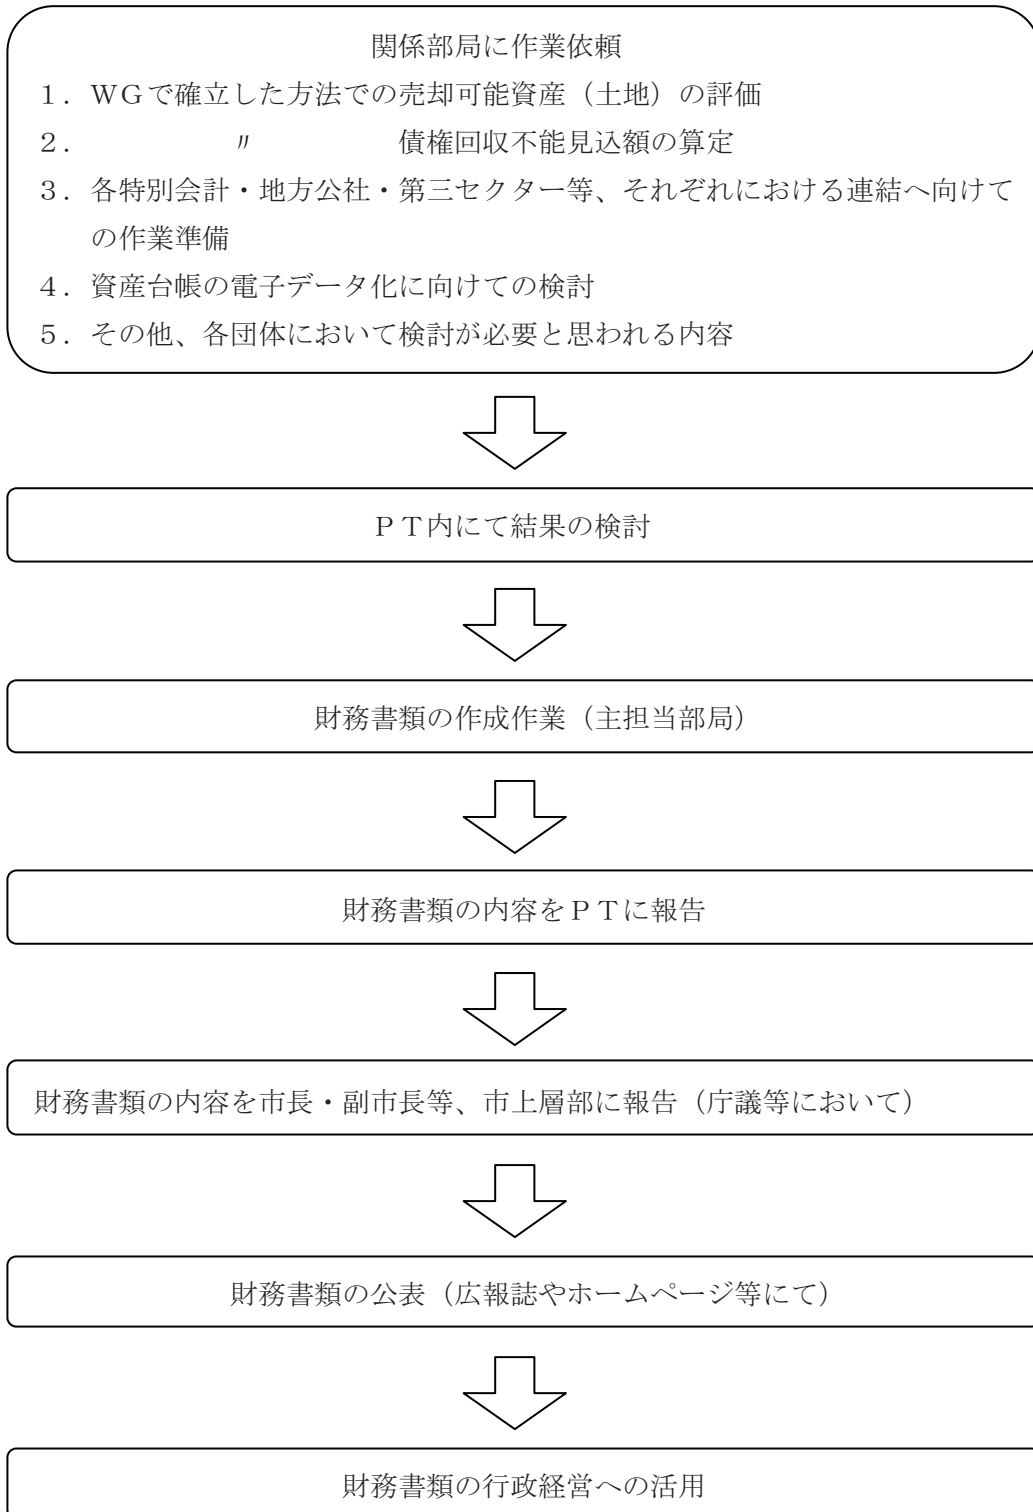 関係部局に作業依頼
１．ＷＧで確立した方法での売却可能資産（土地）の評価
２．　　　　〃　　　　債権回収不能見込額の算定
３．各特別会計・地方公社・第三セクター等、それぞれにおける連結へ向けて
の作業準備
４．資産台帳の電子データ化に向けての検討
５．その他、各団体において検討が必要と思われる内容
ＰＴ内にて結果の検討
財務書類の作成作業（主担当部局）
財務書類の内容をＰＴに報告
財務書類の内容を市長・副市長等、市上層部に報告（庁議等において）
財務書類の公表（広報誌やホームページ等にて）
財務書類の行政経営への活用